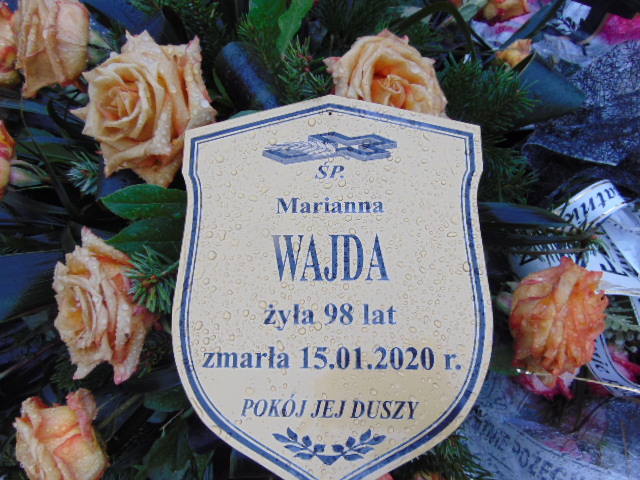 ŚP.
Marianna
WAJDA
żyła 98 lat
zmarła 15.01.2020 r.
POKÓJ JEJ DUSZY